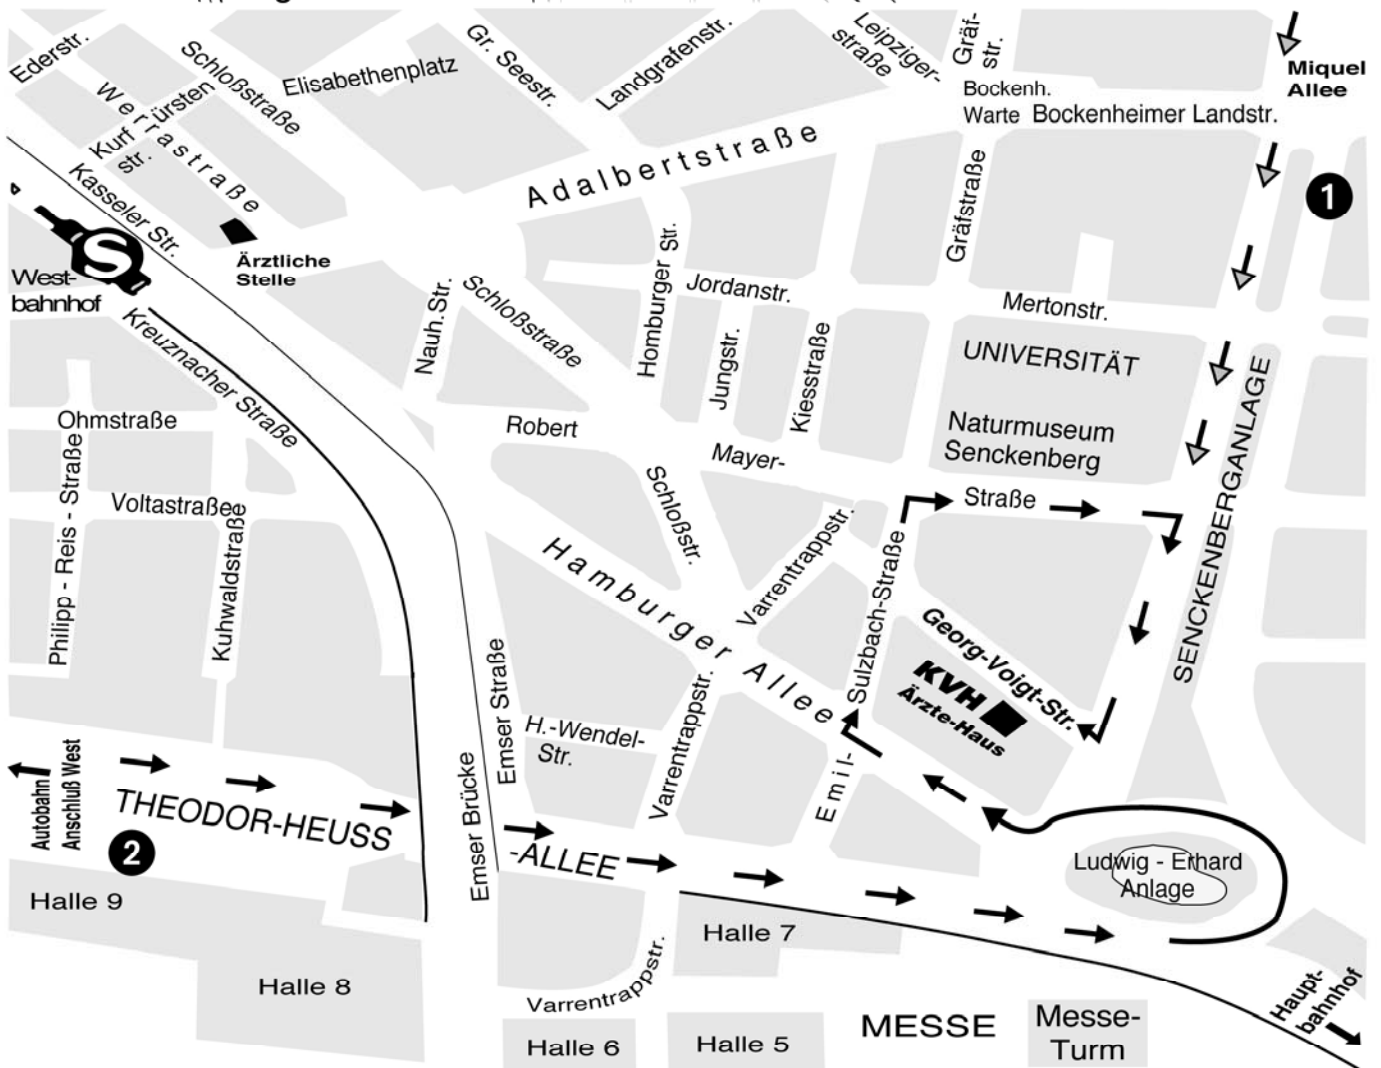 Ederstr.
Schloßstraße
Elisabethenplatz
Gr. Seestr.
Landgrafenstr.
Leipziger-
straße
Gräf-
str.
Miquel
Allee
Bockenh.
Warte
Bockenheimer Landstr.
Werrastraße
Kurfürsten
str.
Adalbertstraße
Kasseler Str.
Gräfstraße
1
S
West-
bahnhof
Ärztliche
Stelle
Nauh. Str.
Schloßstraße
Homburger Str.
Jordanstr.
Jungstr.
Kiesstraße
Mertonstr.
UNIVERSITÄT
Kreuznacher Straße
Ohmstraße
Robert
Mayer-
Straße
Naturmuseum
Senckenberg
SENCKENBERGANLAGE
Philipp - Reis - Straße
Voltastraße
Kuhwaldstraße
Schloßstr.
Hamburger Allee
Varrentrappstr.
Emil-
Sulzbach-Straße
Georg-Voigt-Str.
KVH
Ärzte-Haus
Emser Straße
H.-Wendel-
Str.
Varrentrappstr.
Autobahn
Anschluß West
THEODOR-HEUSS
-ALLEE
2
Emser Brücke
Ludwig - Erhard
Anlage
Halle 9
Halle 7
Halle 8
Varrentrappstr.
MESSE
Messe-
Turm
Halle 6
Halle 5
Haupt-
bahnhof